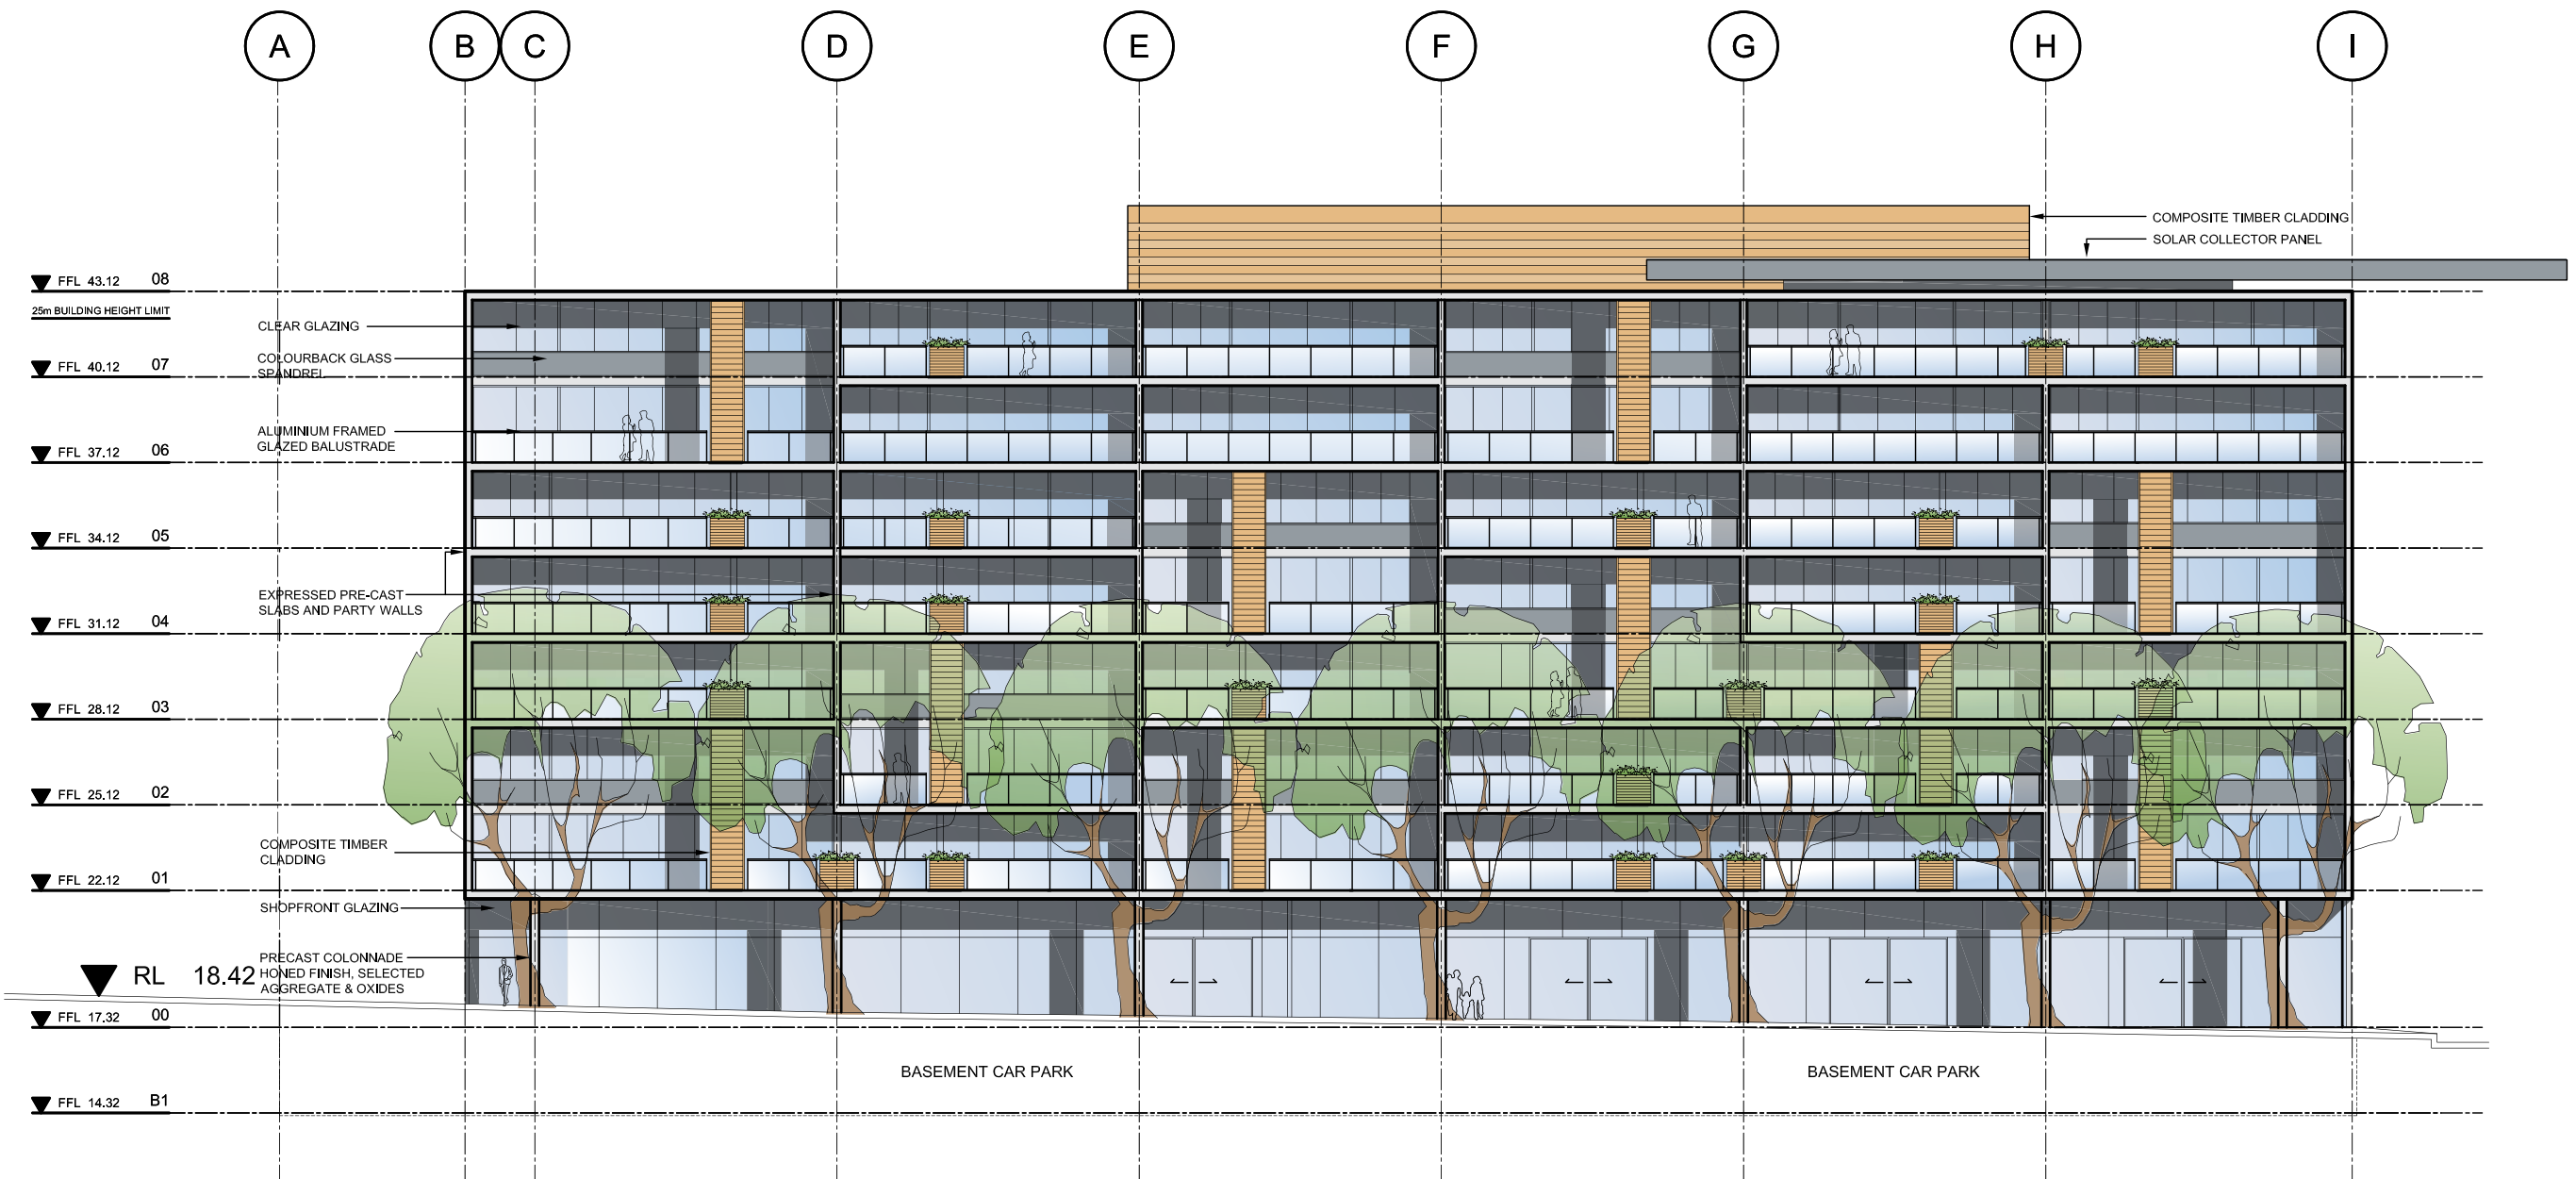 A B C D E F G H I
COMPOSITE TIMBER CLADDING
SOLAR COLLECTOR PANEL
FFL 43.12 08
25m BUILDING HEIGHT LIMIT
CLEAR GLAZING
COLOURBACK GLASS
SPANDREL
FFL 40.12 07
ALUMINIUM FRAMED
GLAZED BALUSTRADE
FFL 37.12 06
FFL 34.12 05
EXPRESSED PRE-CAST
SLABS AND PARTY WALLS
FFL 31.12 04
FFL 28.12 03
FFL 25.12 02
COMPOSITE TIMBER
CLADDING
FFL 22.12 01
SHOPFRONT GLAZING
PRECAST COLONNADE
HONED FINISH, SELECTED
AGGREGATE & OXIDES
RL 18.42
FFL 17.32 00
BASEMENT CAR PARK
BASEMENT CAR PARK
FFL 14.32 B1